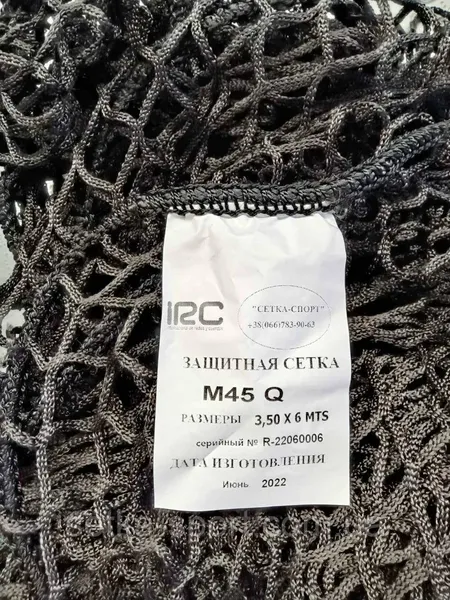 IRC
"СЕТКА-СПОРТ"
+38(066)783-90-63
ЗАЩИТНАЯ СЕТКА
M45 Q
РАЗМЕРЫ 3,50 X 6 MTS
серийный № R-22060006
ДАТА ИЗГОТОВЛЕНИЯ
Июнь 2022